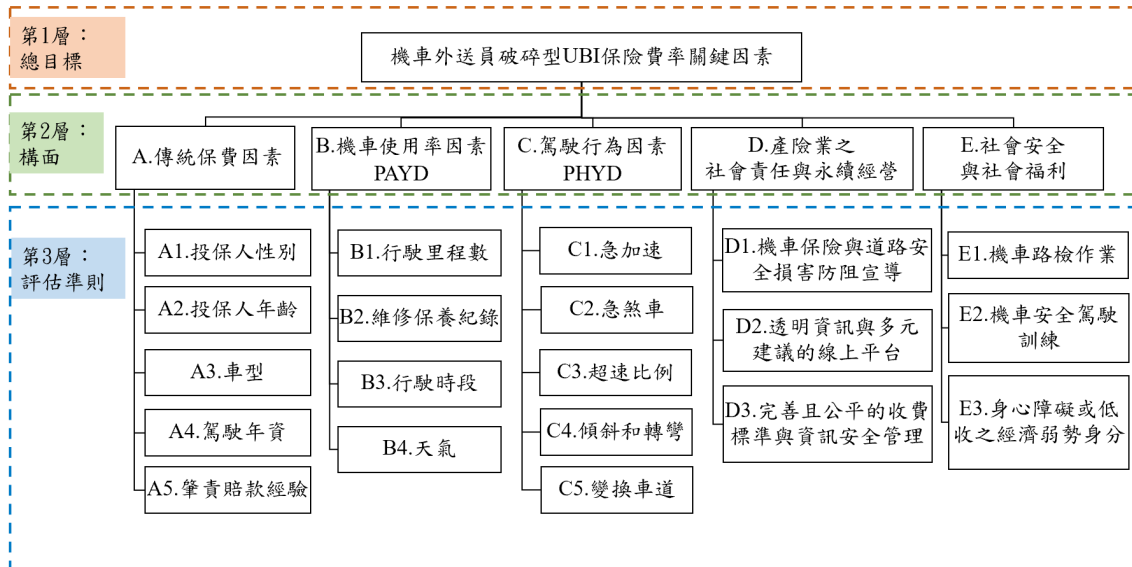 第1層：
總目標
機車外送員破碎型UBI保險費率關鍵因素
第2層：
構面
A.傳統保費因素
B.機車使用率因素
PAYD
C.駕駛行為因素
PHYD
D.產險業之
社會責任與永續經營
E.社會安全
與社會福利
第3層：
評估準則
A1.投保人性別
A2.投保人年齡
A3.車型
A4.駕駛年資
A5.肇責賠款經驗
B1.行駛里程數
B2.維修保養紀錄
B3.行駛時段
B4.天氣
C1.急加速
C2.急煞車
C3.超速比例
C4.傾斜和轉彎
C5.變換車道
D1.機車保險與道路安
全損害防阻宣導
D2.透明資訊與多元
建議的線上平台
D3.完善且公平的收費
標準與資訊安全管理
E1.機車路檢作業
E2.機車安全駕駛
訓練
E3.身心障礙或低
收之經濟弱勢身分